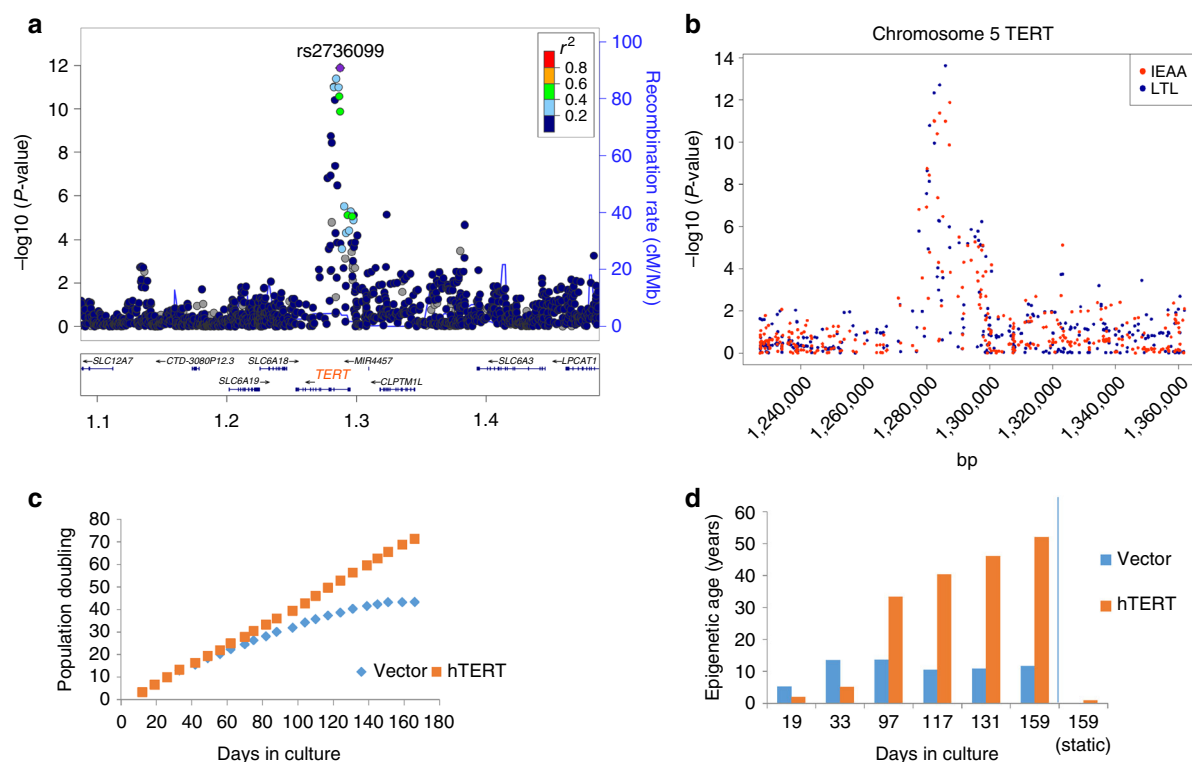 a
rs2736099
r²
0.8
0.6
0.4
0.2
12
10
8
6
4
2
0
–log10 (P-value)
100
80
60
40
20
0
Recombination rate (cM/Mb)
←SLC12A7 ←CTD-3080P12.3 SLC6A18→ ←MIR4457 ←SLC6A3 ←LPCAT1
SLC6A19→ ← TERT ←CLPTM1L
1.1 1.2 1.3 1.4
b
Chromosome 5 TERT
IEAA
LTL
14
12
10
8
6
4
2
0
–log10 (P-value)
1,240,000 1,260,000 1,280,000 1,300,000 1,320,000 1,340,000 1,360,000
bp
c
80
70
60
50
40
30
20
10
0
Population doubling
Vector hTERT
0 20 40 60 80 100 120 140 160 180
Days in culture
d
60
50
40
30
20
10
0
Epigenetic age (years)
Vector
hTERT
19 33 97 117 131 159 159
(static)
Days in culture